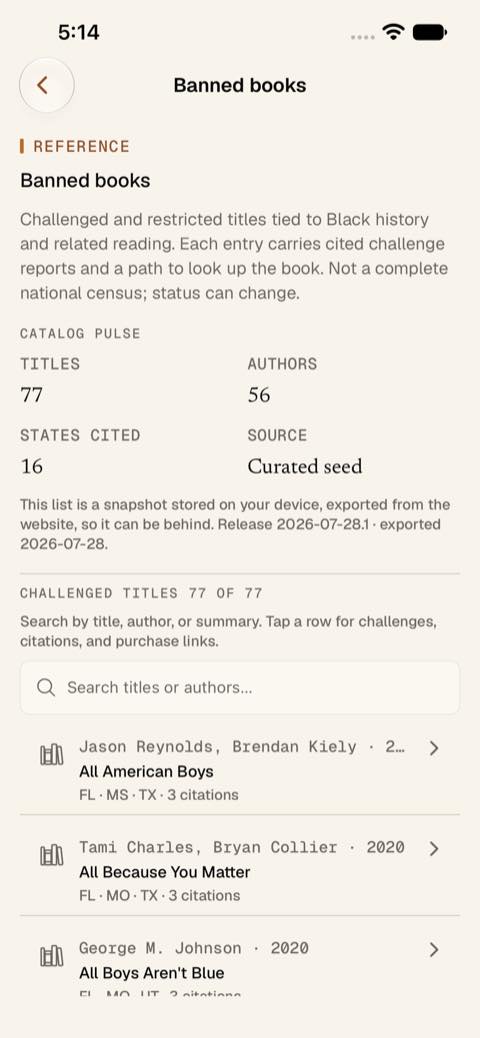 5:14
Banned books
REFERENCE
Banned books
Challenged and restricted titles tied to Black history
and related reading. Each entry carries cited challenge
reports and a path to look up the book. Not a complete
national census; status can change.
CATALOG PULSE
TITLES
77
AUTHORS
56
STATES CITED
16
SOURCE
Curated seed
This list is a snapshot stored on your device, exported from the
website, so it can be behind. Release 2026-07-28.1 · exported
2026-07-28.
CHALLENGED TITLES 77 OF 77
Search by title, author, or summary. Tap a row for challenges,
citations, and purchase links.
Search titles or authors...
Jason Reynolds, Brendan Kiely · 2…
All American Boys
FL · MS · TX · 3 citations
Tami Charles, Bryan Collier · 2020
All Because You Matter
FL · MO · TX · 3 citations
George M. Johnson · 2020
All Boys Aren't Blue
FL · MO · UT · 3 citations